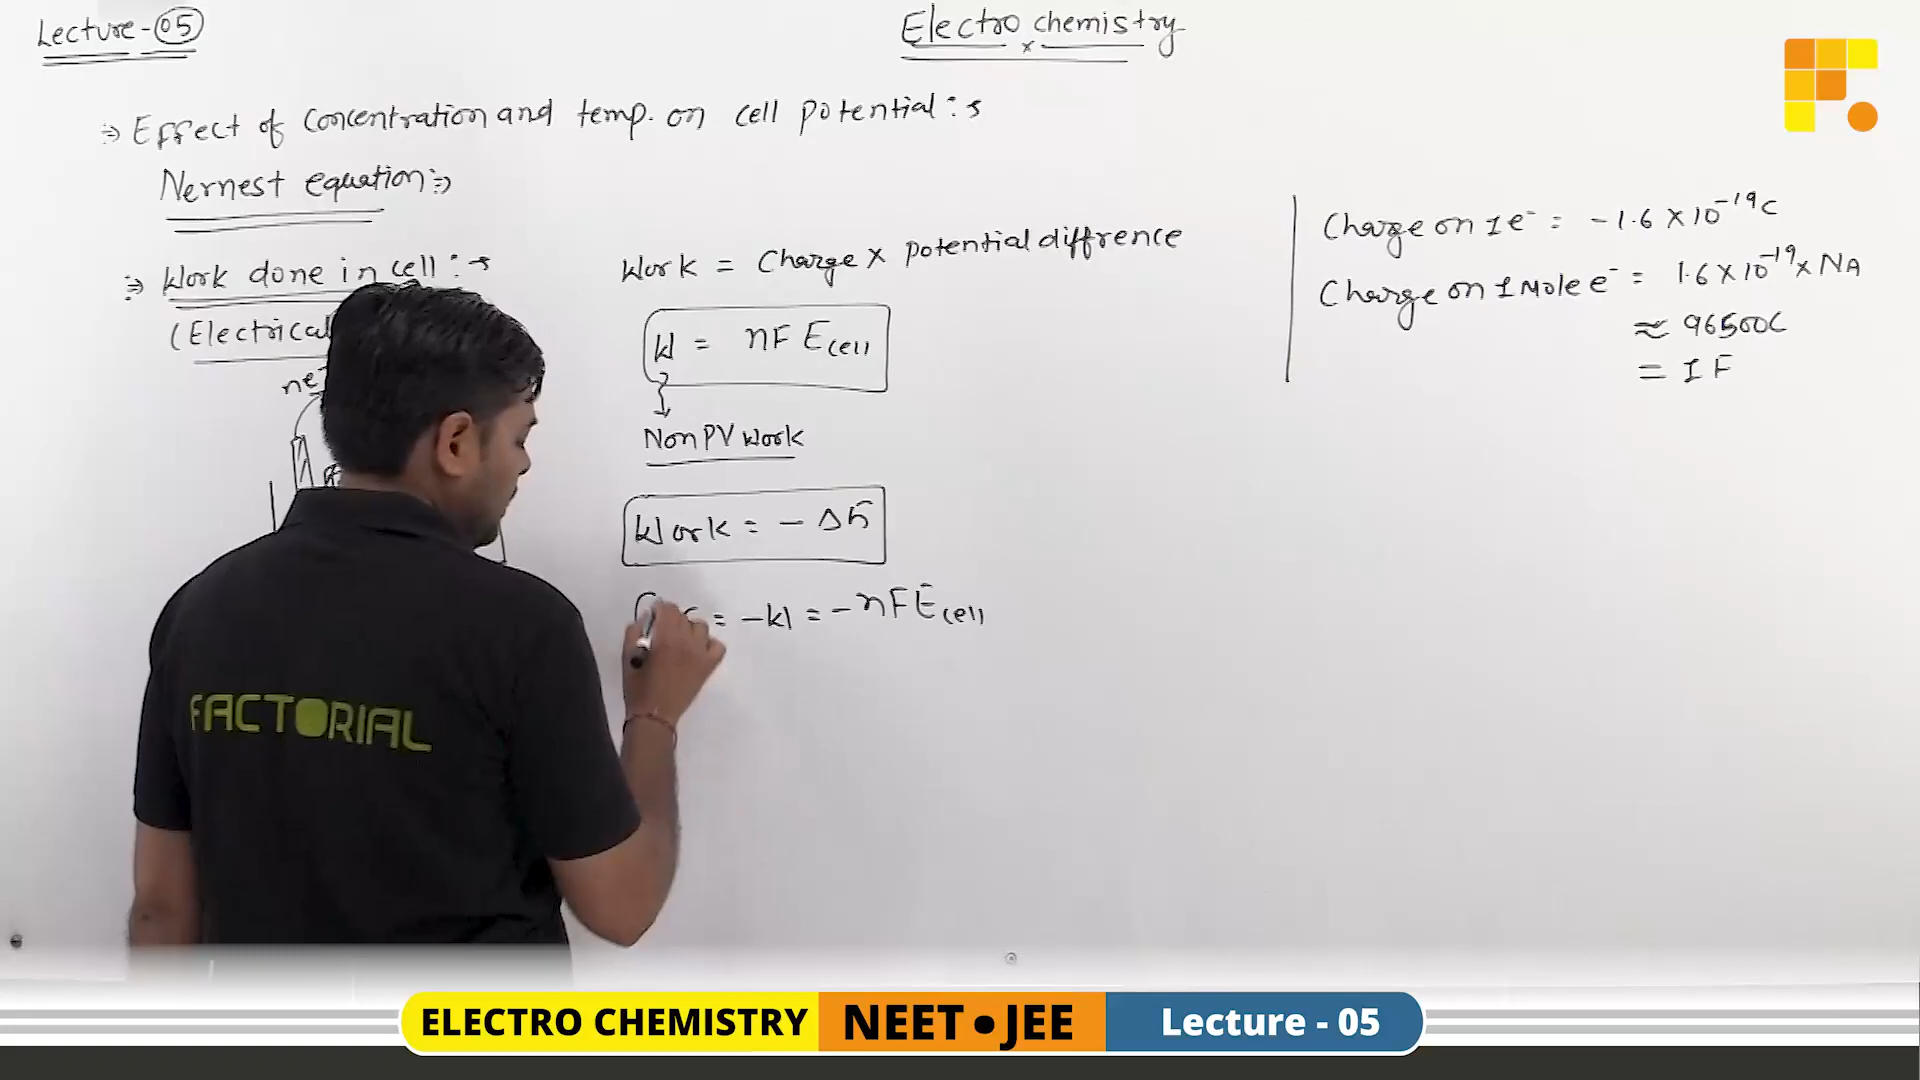 Lecture-05
Electro chemistry
⇒ Effect of concentration and temp. on cell potential :→
Nernest equation :⇒
⇒ Work done in cell :→
(Electrical
ne⁻
Work = Charge x potential diffrence
W = nF Ecell
Non PV Work
Work = - ΔG
= -W = -nFEcell
Charge on 1e⁻ = -1.6 x 10⁻¹⁹C
Charge on 1 Mole e⁻ = 1.6 x 10⁻¹⁹ x NA
≈ 96500C
= 1 F
FACTORIAL
ELECTRO CHEMISTRY NEET • JEE Lecture - 05